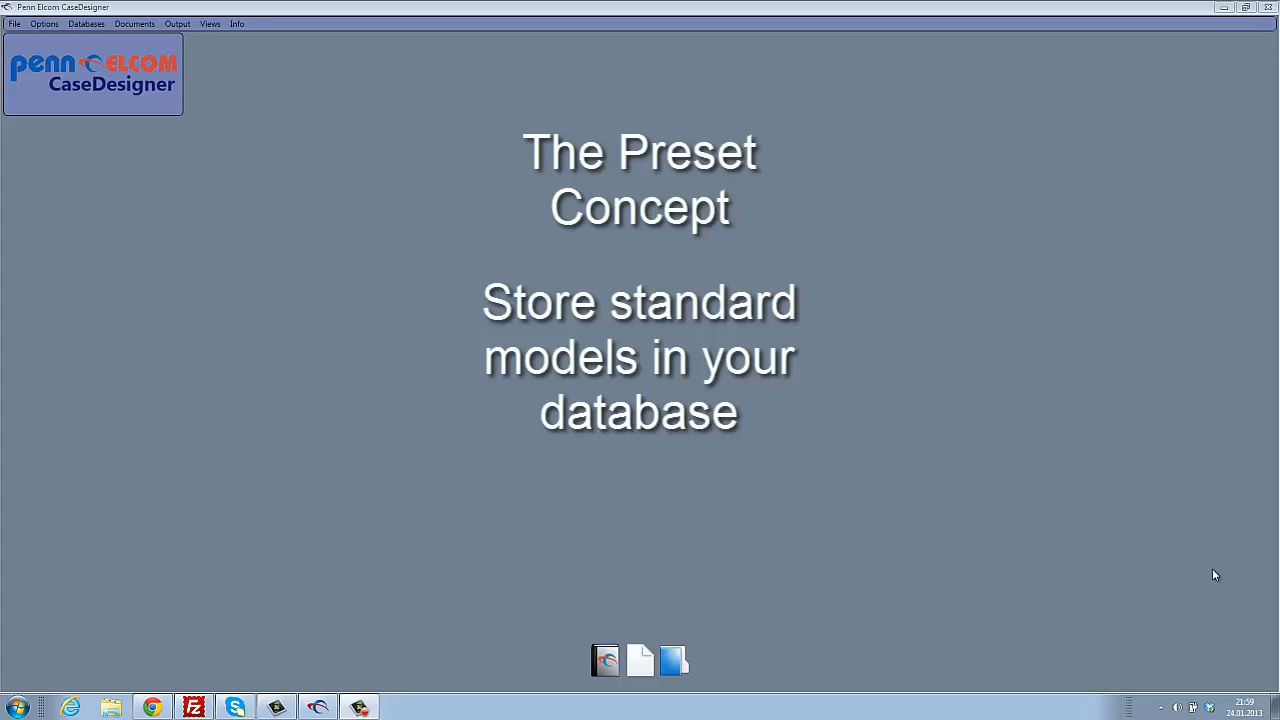 Penn Elcom CaseDesigner
File Options Databases Documents Output Views Info
penn ELCOM
CaseDesigner
The Preset
Concept
Store standard
models in your
database
21:59
24.01.2013